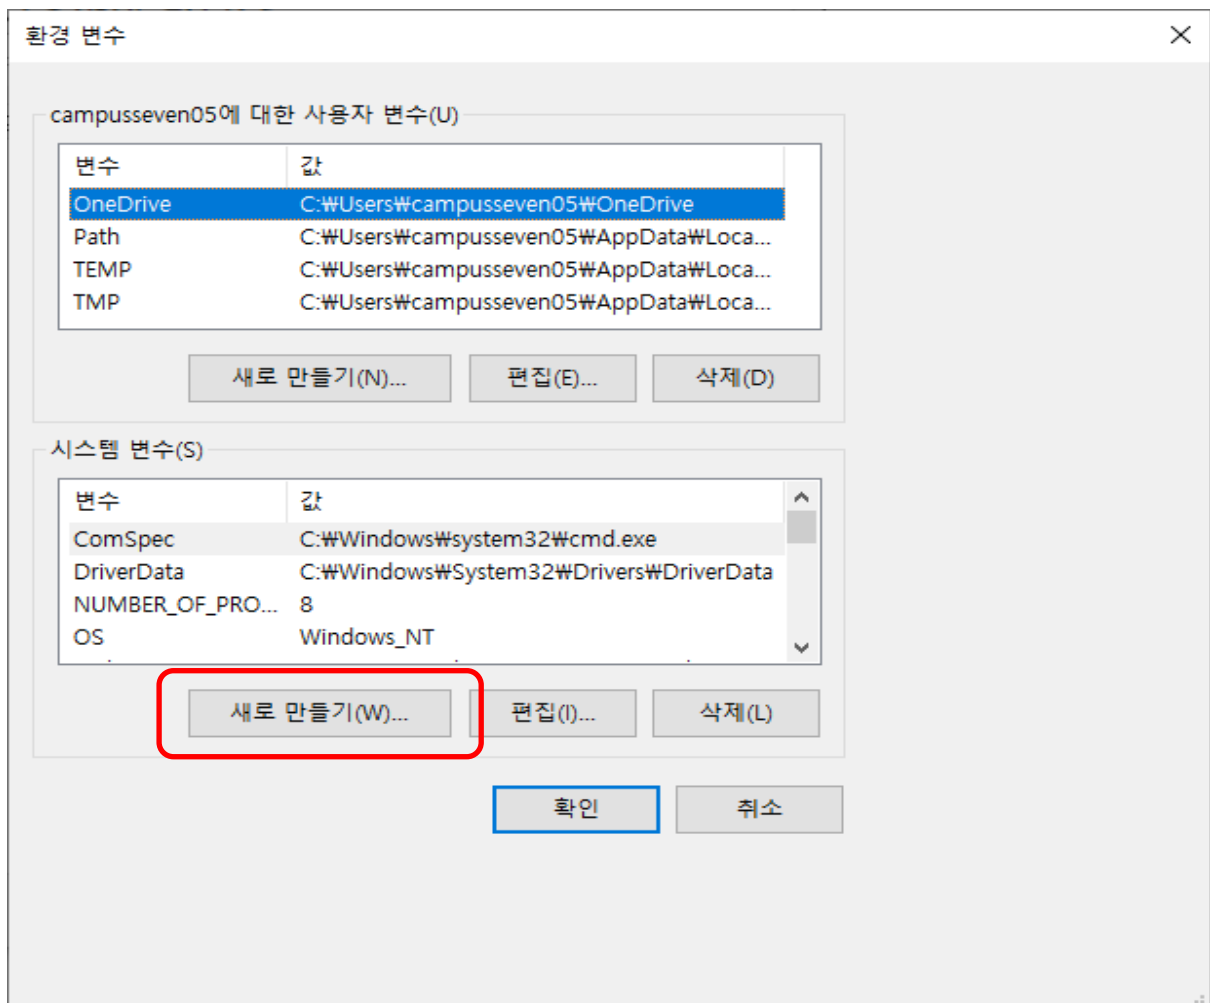 환경 변수
campusseven05에 대한 사용자 변수(U)
변수 값
OneDrive C:₩Users₩campusseven05₩OneDrive
Path C:₩Users₩campusseven05₩AppData₩Loca...
TEMP C:₩Users₩campusseven05₩AppData₩Loca...
TMP C:₩Users₩campusseven05₩AppData₩Loca...
새로 만들기(N)... 편집(E)... 삭제(D)
시스템 변수(S)
변수 값
ComSpec C:₩Windows₩system32₩cmd.exe
DriverData C:₩Windows₩System32₩Drivers₩DriverData
NUMBER_OF_PRO... 8
OS Windows_NT
새로 만들기(W)... 편집(I)... 삭제(L)
확인 취소